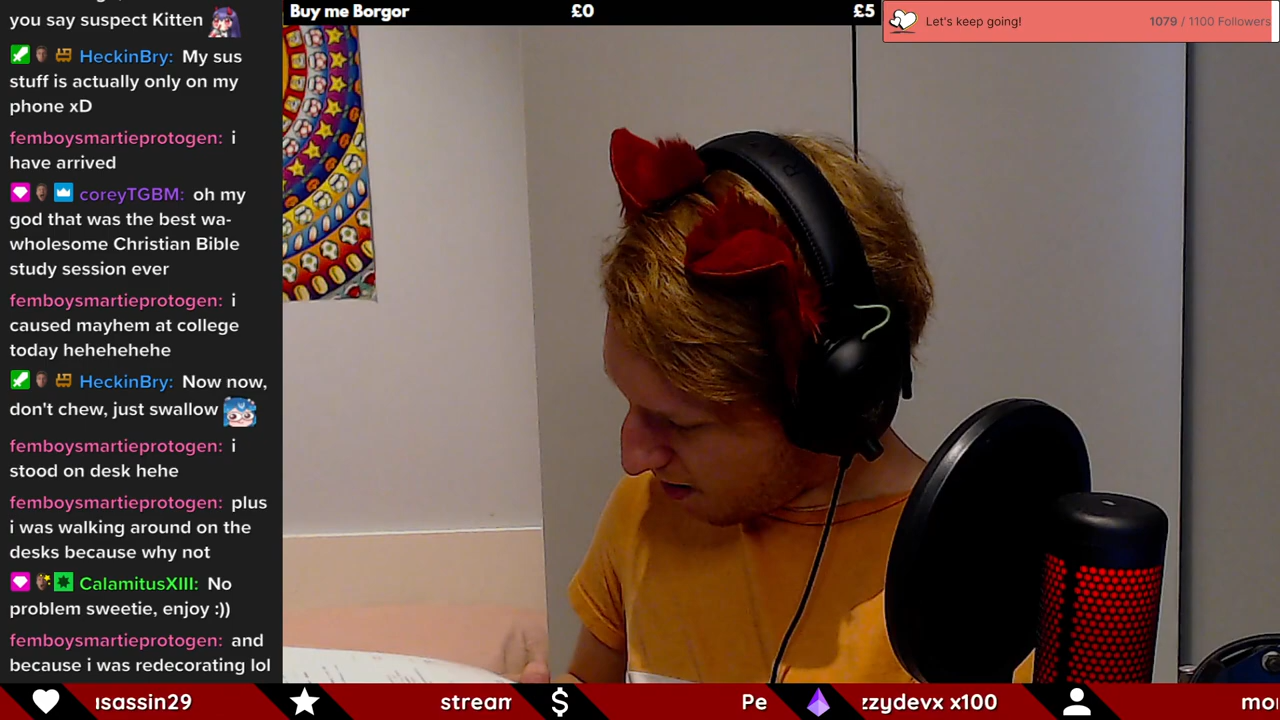 you say suspect Kitten
HeckinBry: My sus
stuff is actually only on my
phone xD
femboysmartieprotogen: i
have arrived
coreyTGBM: oh my
god that was the best wa-
wholesome Christian Bible
study session ever
femboysmartieprotogen: i
caused mayhem at college
today hehehehehe
HeckinBry: Now now,
don't chew, just swallow
femboysmartieprotogen: i
stood on desk hehe
femboysmartieprotogen: plus
i was walking around on the
desks because why not
CalamitusXIII: No
problem sweetie, enjoy :))
femboysmartieprotogen: and
because i was redecorating lol
Buy me Borgor £0 £5
Let's keep going! 1079 / 1100 Followers
ısassin29 stream Pe zzydevx x100 mo